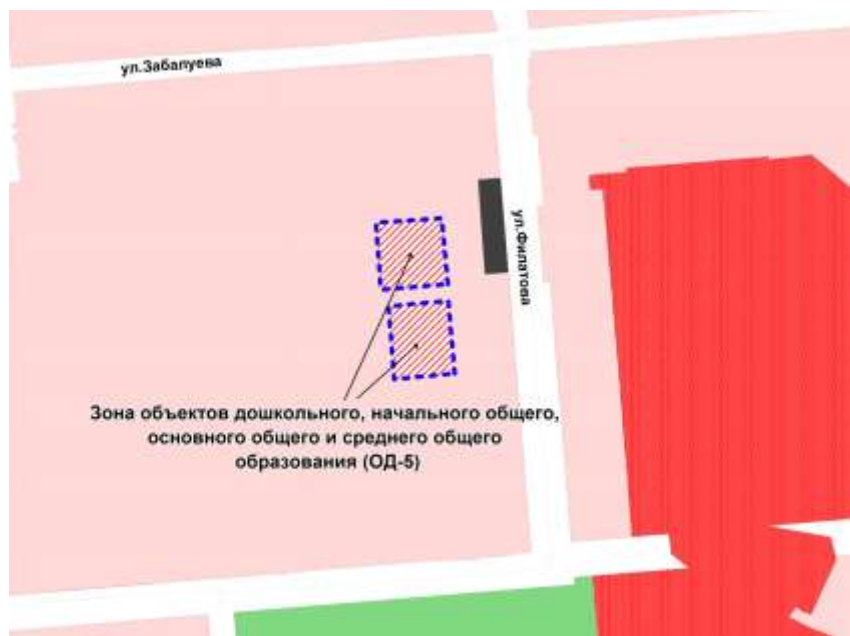 ул.Забалуева
ул.Филатова
Зона объектов дошкольного, начального общего,
основного общего и среднего общего
образования (ОД-5)